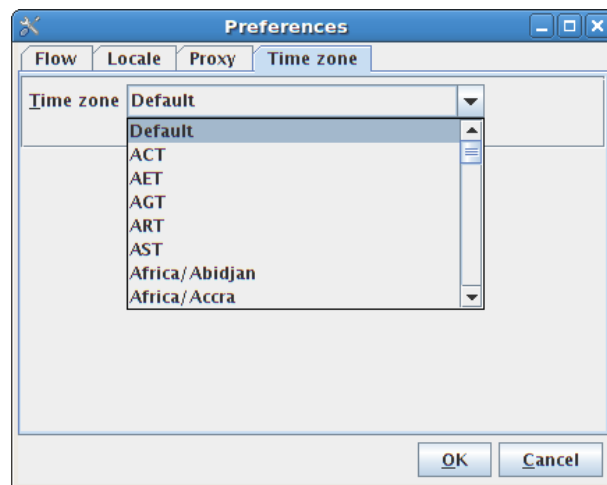 Preferences
Flow Locale Proxy Time zone
Time zone Default
Default
ACT
AET
AGT
ART
AST
Africa/Abidjan
Africa/Accra
OK Cancel